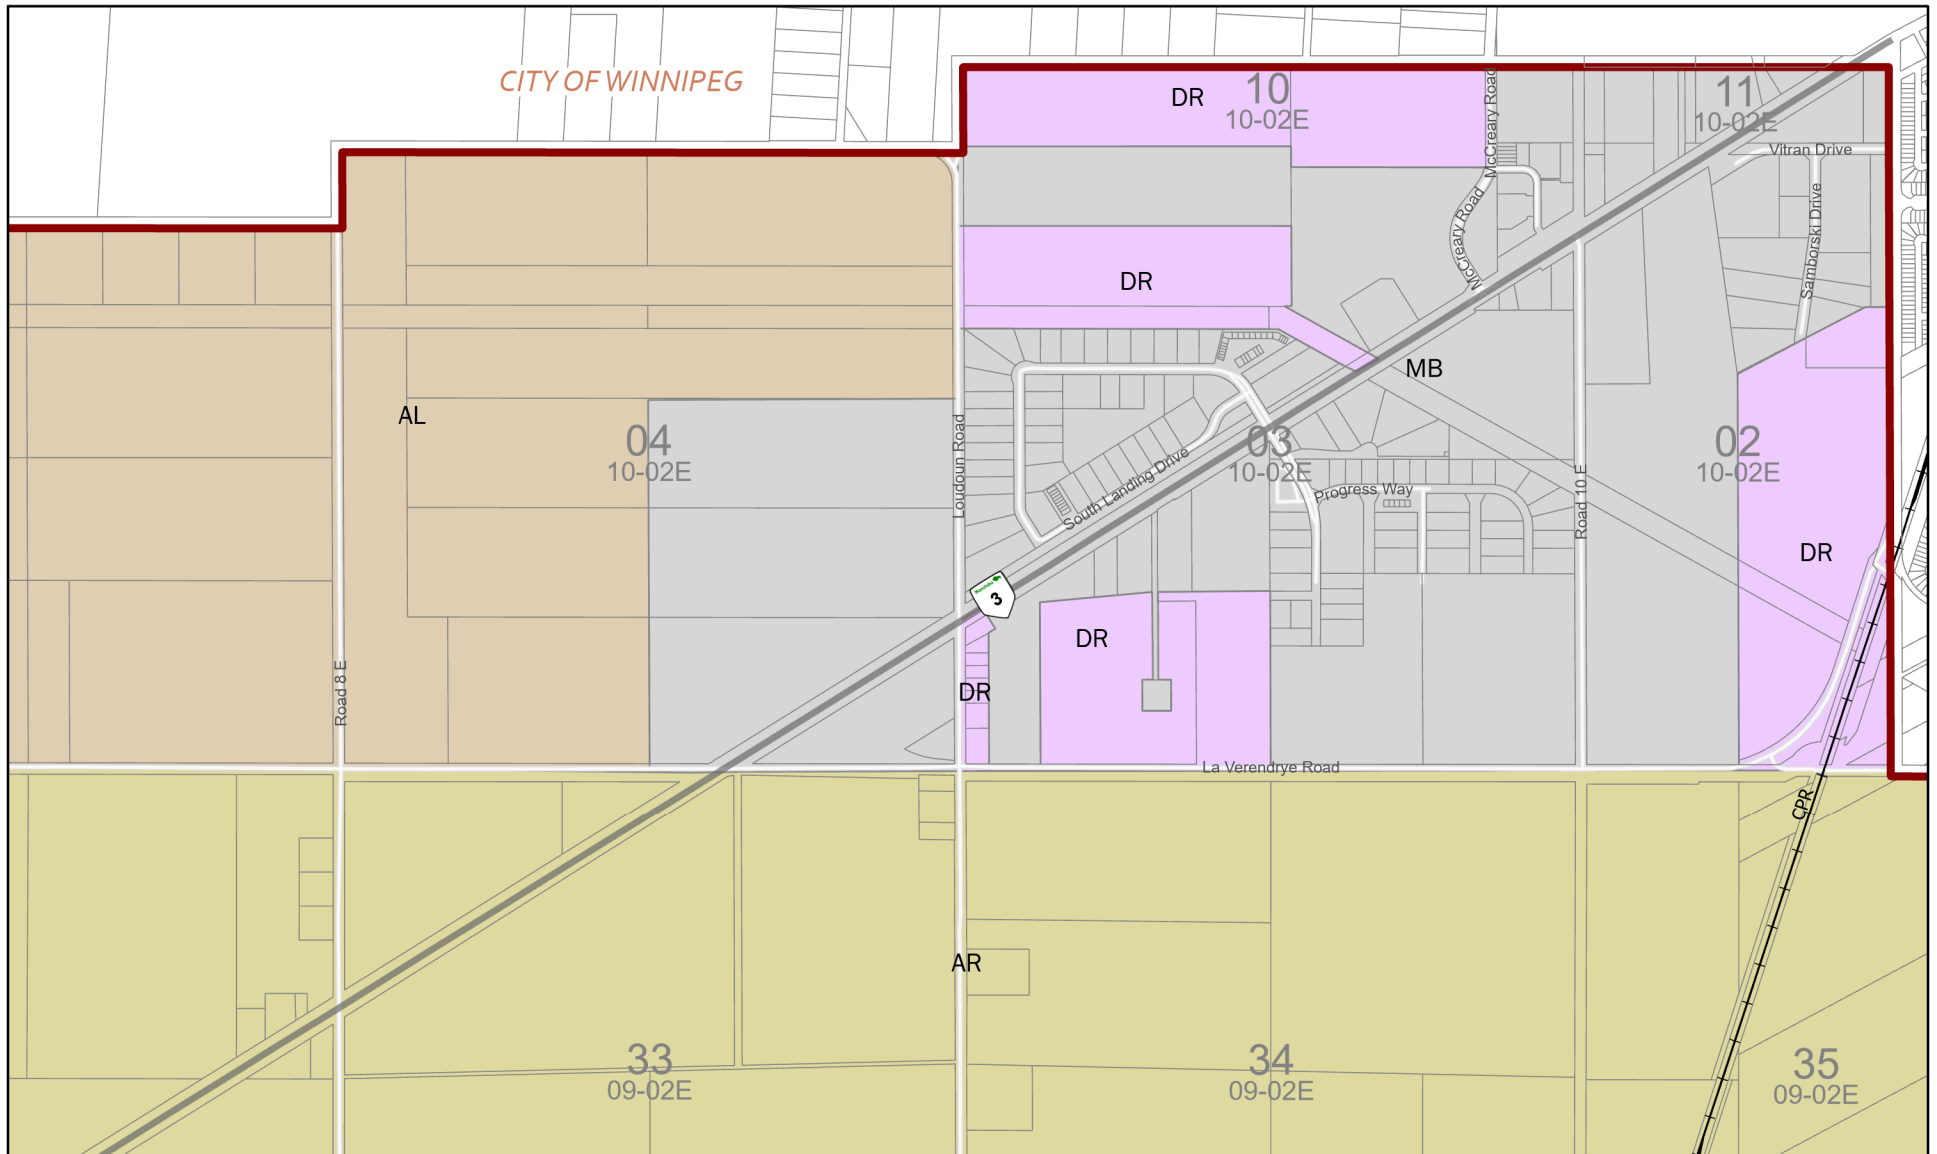 CITY OF WINNIPEG
DR
10
10-02E
McCreary Road
11
10-02E
Vitran Drive
McCreary Road
Samborski Drive
DR
MB
AL
04
10-02E
Loudoun Road
03
10-02E
02
10-02E
South Landing Drive
Progress Way
Road 10 E
DR
Manitoba
3
DR
DR
Road 8 E
La Verendrye Road
CPR
AR
33
09-02E
34
09-02E
35
09-02E